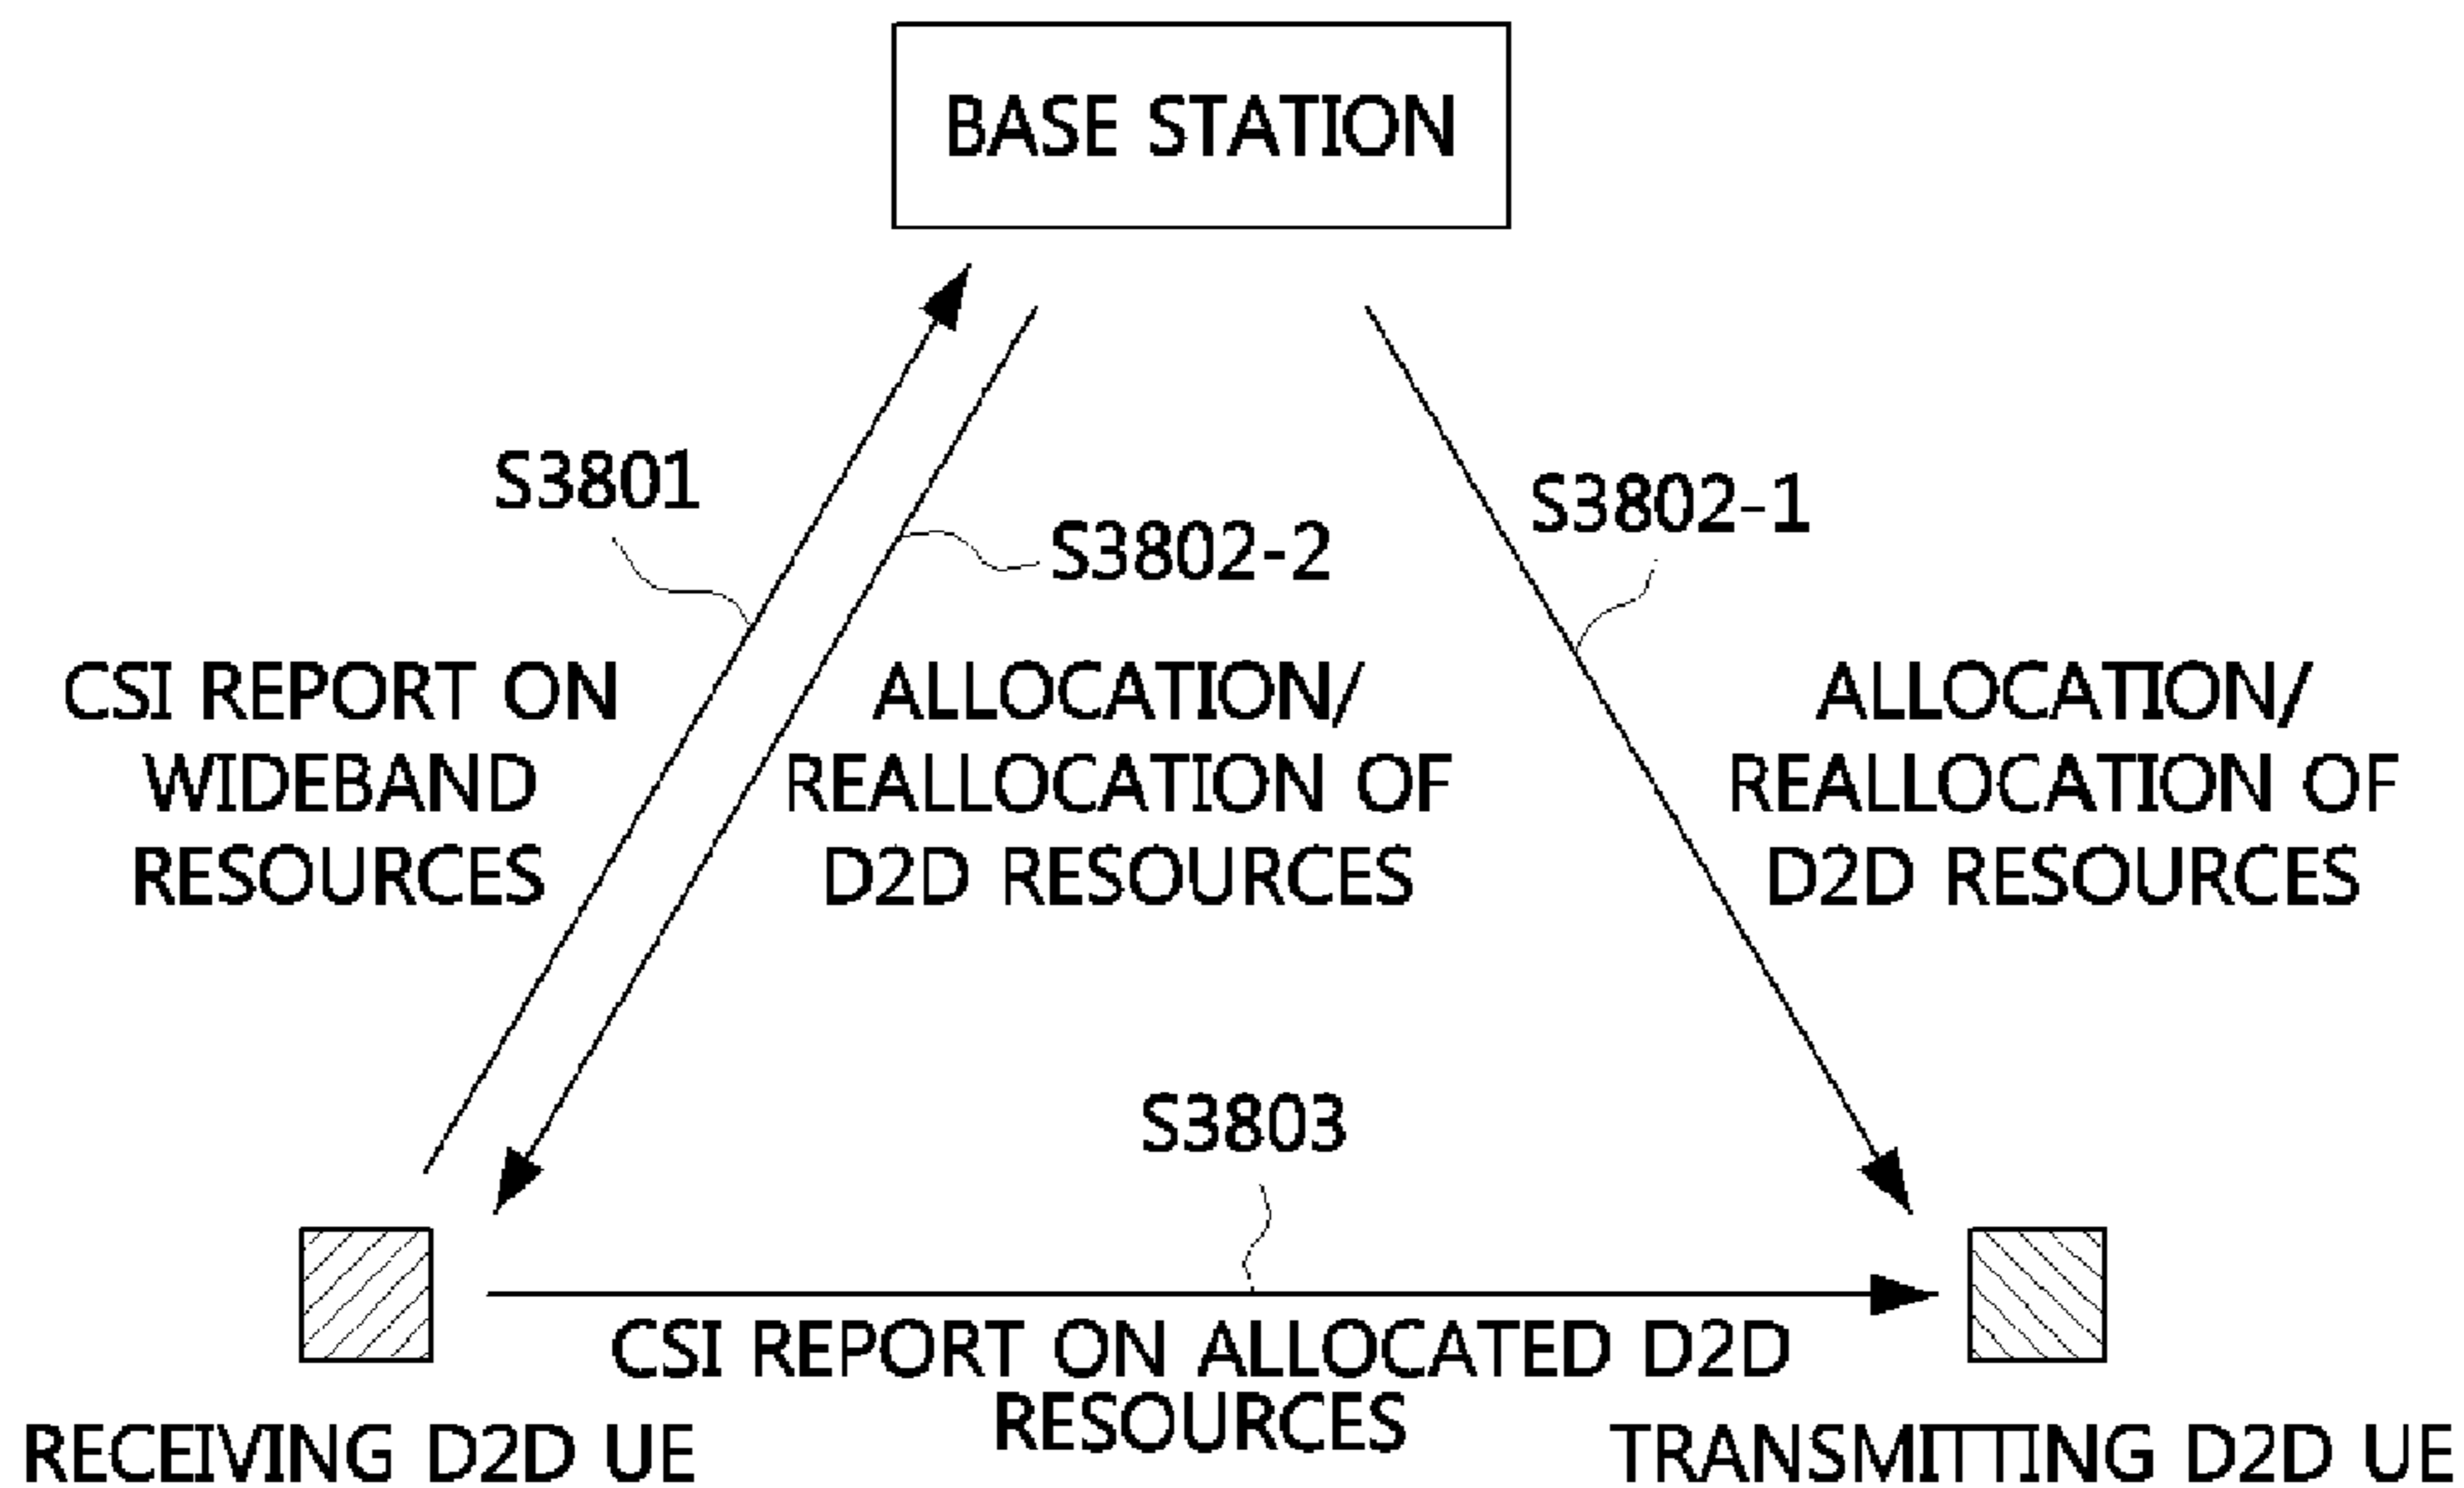 BASE STATION
S3801
S3802-2
S3802-1
CSI REPORT ON
WIDEBAND
RESOURCES
ALLOCATION/
REALLOCATION OF
D2D RESOURCES
ALLOCATION/
REALLOCATION OF
D2D RESOURCES
S3803
CSI REPORT ON ALLOCATED D2D
RESOURCES
RECEIVING D2D UE
TRANSMITTING D2D UE